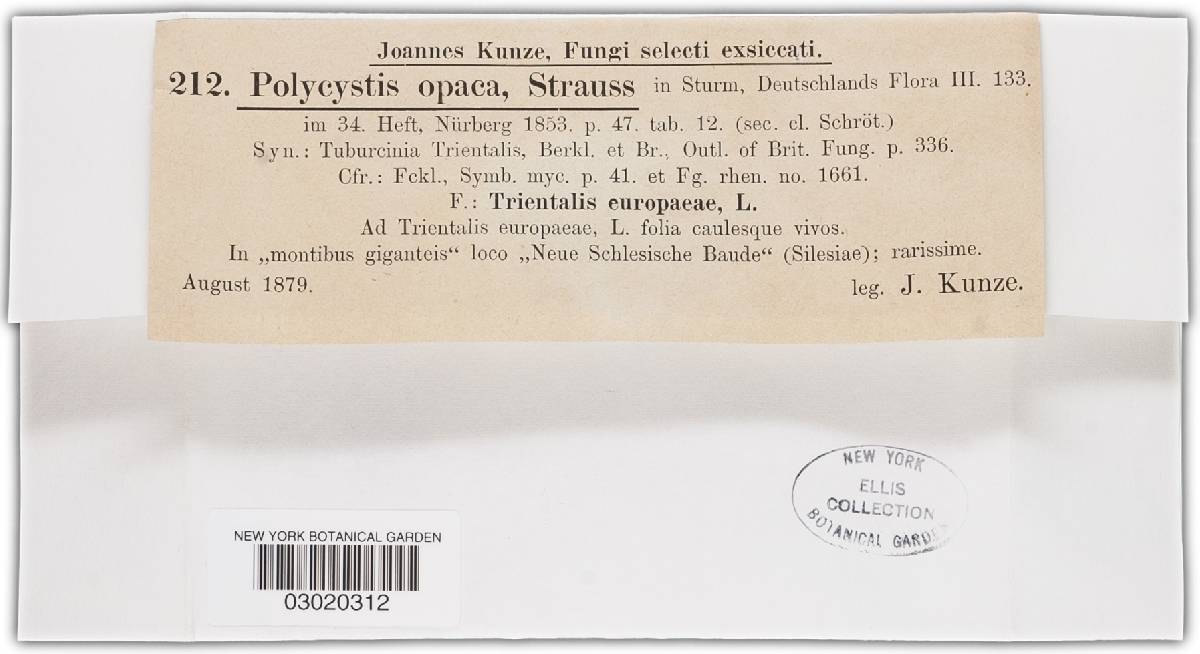 Joannes Kunze, Fungi selecti exsiccati.
212. Polycystis opaca, Strauss in Sturm, Deutschlands Flora III. 133.
im 34. Heft, Nürberg 1853. p. 47. tab. 12. (sec. cl. Schröt.)
Syn.: Tuburcinia Trientalis, Berkl. et Br., Outl. of Brit. Fung. p. 336.
Cfr.: Fckl., Symb. myc. p. 41. et Fg. rhen. no. 1661.
F.: Trientalis europaeae, L.
Ad Trientalis europaeae, L. folia caulesque vivos.
In „montibus giganteis“ loco „Neue Schlesische Baude“ (Silesiae); rarissime.
August 1879. leg. J. Kunze.
NEW YORK
ELLIS
COLLECTION
BOTANICAL GARDEN
NEW YORK BOTANICAL GARDEN
03020312